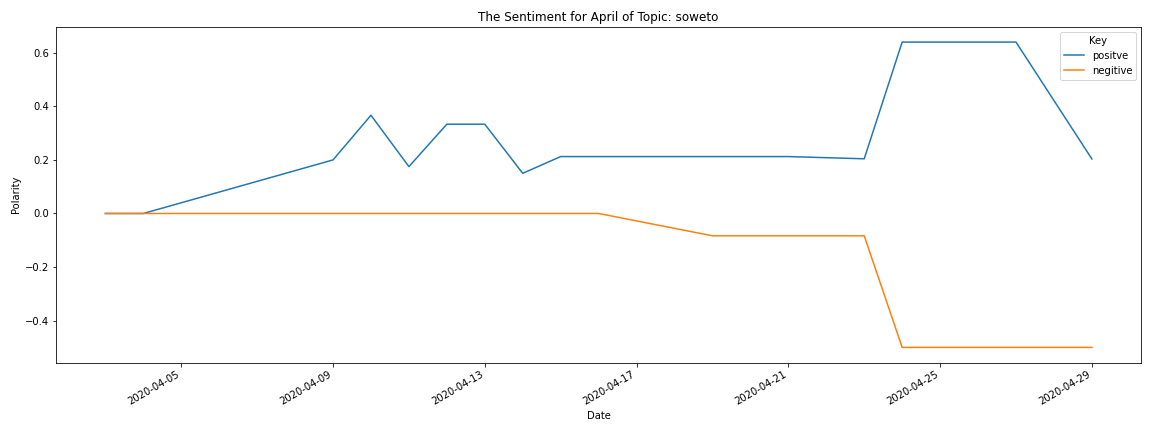 The Sentiment for April of Topic: soweto
Key
positve
negitive
0.6
0.4
0.2
0.0
−0.2
−0.4
Polarity
2020-04-05
2020-04-09
2020-04-13
2020-04-17
2020-04-21
2020-04-25
2020-04-29
Date